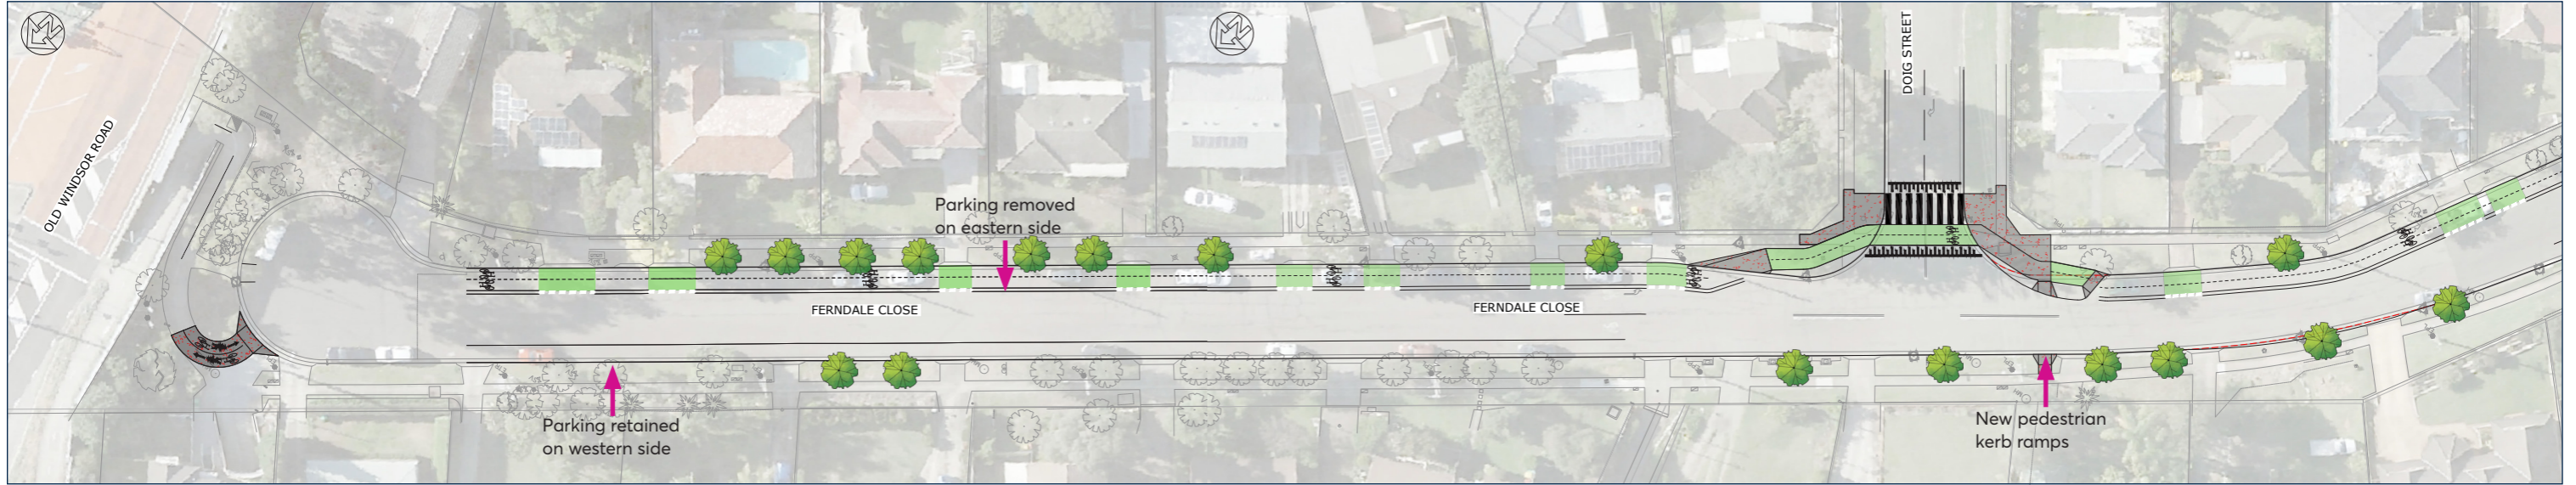 OLD WINDSOR ROAD
Parking removed
on eastern side
DOIG STREET
FERNDALE CLOSE
FERNDALE CLOSE
Parking retained
on western side
New pedestrian
kerb ramps